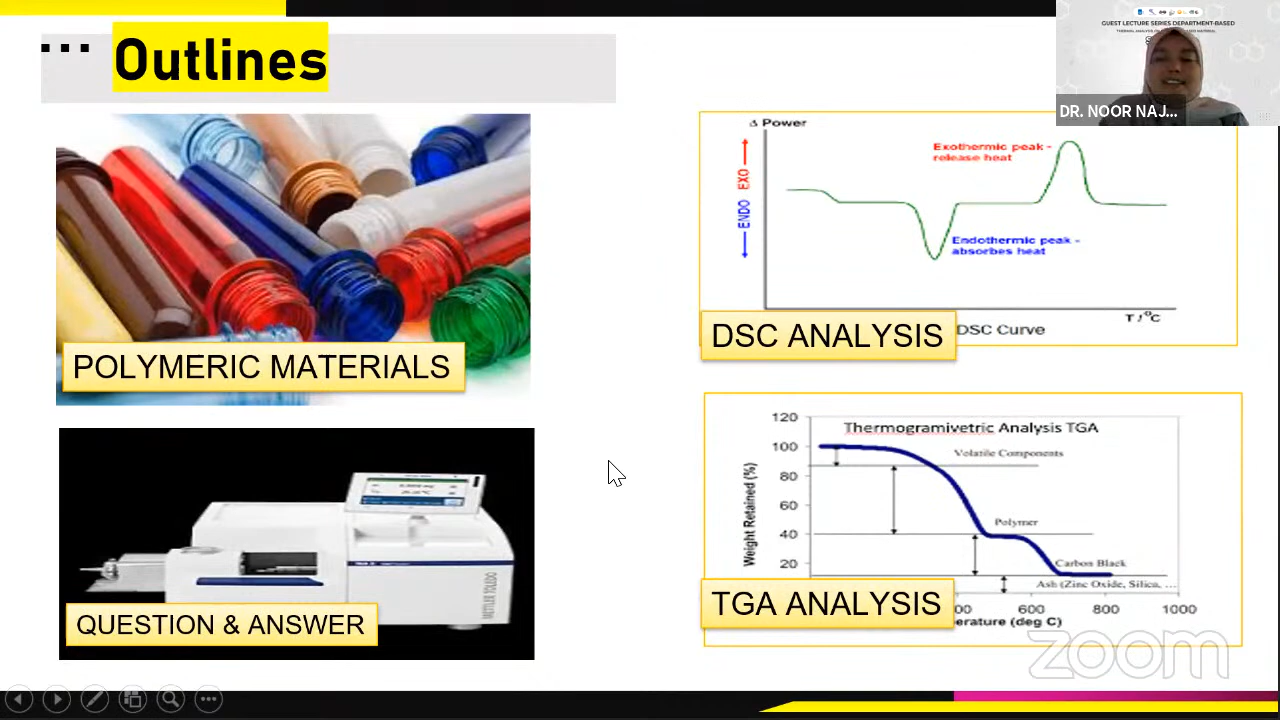 ... Outlines
GUEST LECTURE SERIES DEPARTMENT-BASED
DR. NOOR NAJ...
POLYMERIC MATERIALS
Δ Power
EXO
ENDO
Exothermic peak -
release heat
Endothermic peak -
absorbes heat
T / °C
DSC Curve
DSC ANALYSIS
METTLER TOLEDO
QUESTION & ANSWER
Thermogramivetric Analysis TGA
120
100
80
60
40
20
Weight Retained (%)
Volatile Components
Polymer
Carbon Black
Ash (Zinc Oxide, Silica, ...
600
800
1000
erature (deg C)
TGA ANALYSIS
zoom